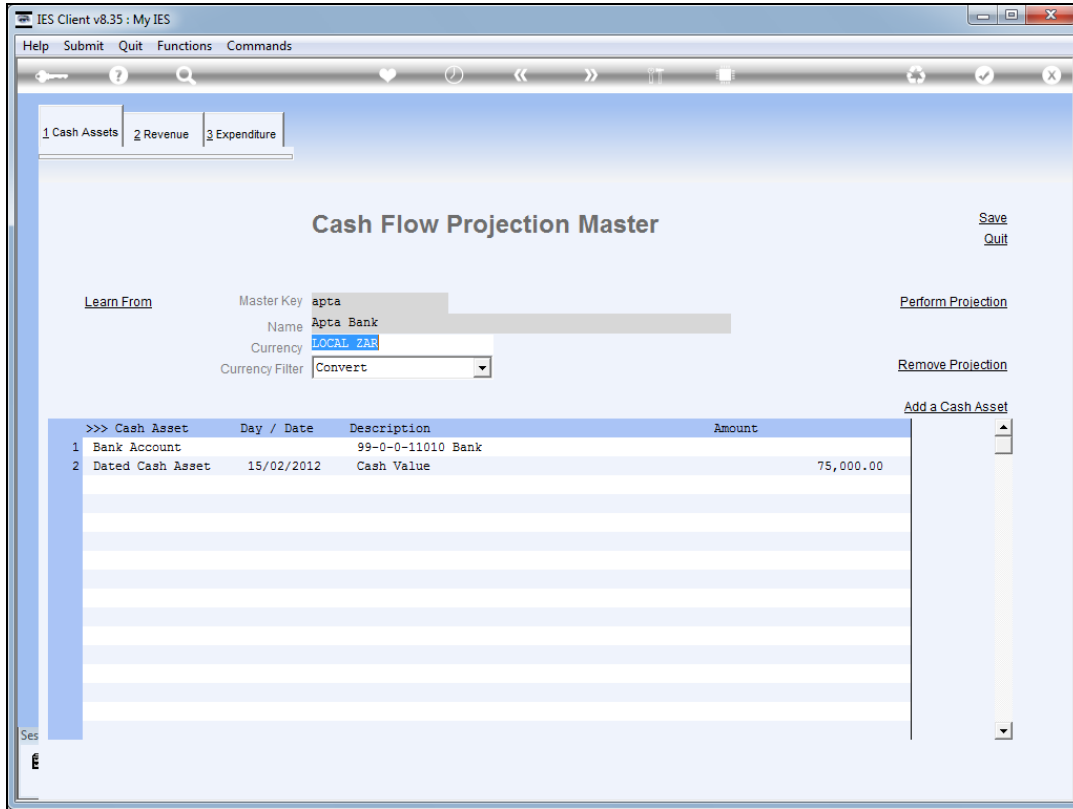 IES Client v8.35 : My IES
Help Submit Quit Functions Commands
1 Cash Assets 2 Revenue 3 Expenditure
Cash Flow Projection Master
Save
Quit
Learn From Master Key apta Perform Projection
Name Apta Bank
Currency LOCAL ZAR
Currency Filter Convert Remove Projection
Add a Cash Asset
>>> Cash Asset Day / Date Description Amount
1 Bank Account 99-0-0-11010 Bank
2 Dated Cash Asset 15/02/2012 Cash Value 75,000.00
Ses